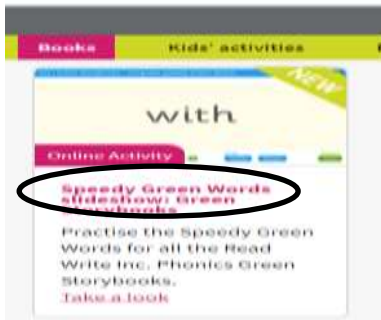 Books Kids' activities
NEW
with
Online Activity
Speedy Green Words
slideshow: Green
Storybooks
Practise the Speedy Green
Words for all the Read
Write Inc. Phonics Green
Storybooks.
Take a look